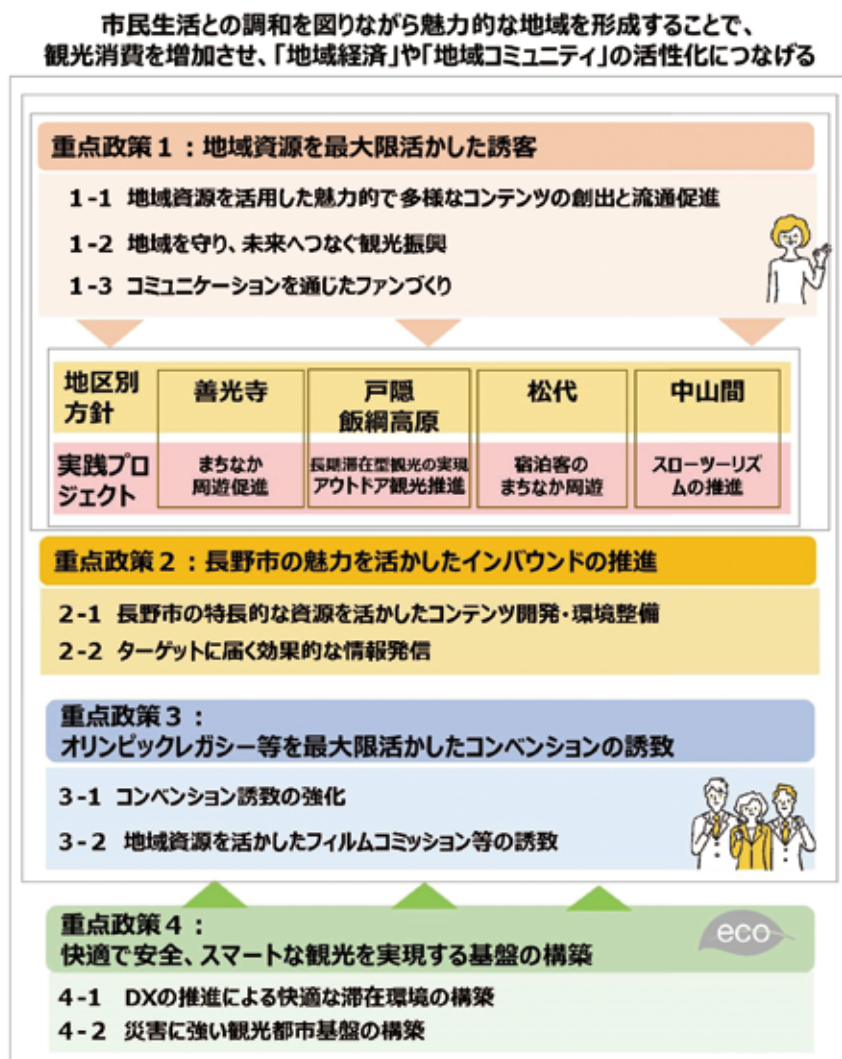 市民生活との調和を図りながら魅力的な地域を形成することで、
観光消費を増加させ、「地域経済」や「地域コミュニティ」の活性化につなげる
重点政策1：地域資源を最大限活かした誘客
1-1 地域資源を活用した魅力的で多様なコンテンツの創出と流通促進
1-2 地域を守り、未来へつなぐ観光振興
1-3 コミュニケーションを通じたファンづくり
地区別
方針
善光寺
戸隠
飯綱高原
松代
中山間
実践プロ
ジェクト
まちなか
周遊促進
長期滞在型観光の実現
アウトドア観光推進
宿泊客の
まちなか周遊
スローツーリズ
ムの推進
重点政策2：長野市の魅力を活かしたインバウンドの推進
2-1 長野市の特長的な資源を活かしたコンテンツ開発・環境整備
2-2 ターゲットに届く効果的な情報発信
重点政策3：
オリンピックレガシー等を最大限活かしたコンベンションの誘致
3-1 コンベンション誘致の強化
3-2 地域資源を活かしたフィルムコミッション等の誘致
重点政策4：
快適で安全、スマートな観光を実現する基盤の構築
eco
4-1 DXの推進による快適な滞在環境の構築
4-2 災害に強い観光都市基盤の構築